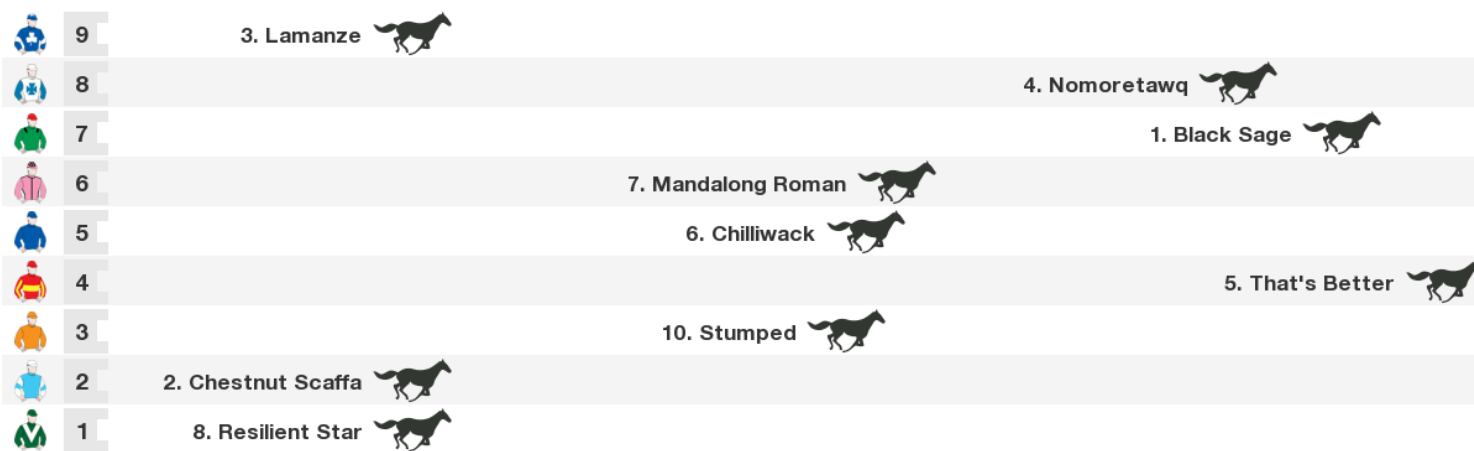 9 3. Lamanze
8 4. Nomoretawq
7 1. Black Sage
6 7. Mandalong Roman
5 6. Chilliwack
4 5. That's Better
3 10. Stumped
2 2. Chestnut Scaffa
1 8. Resilient Star